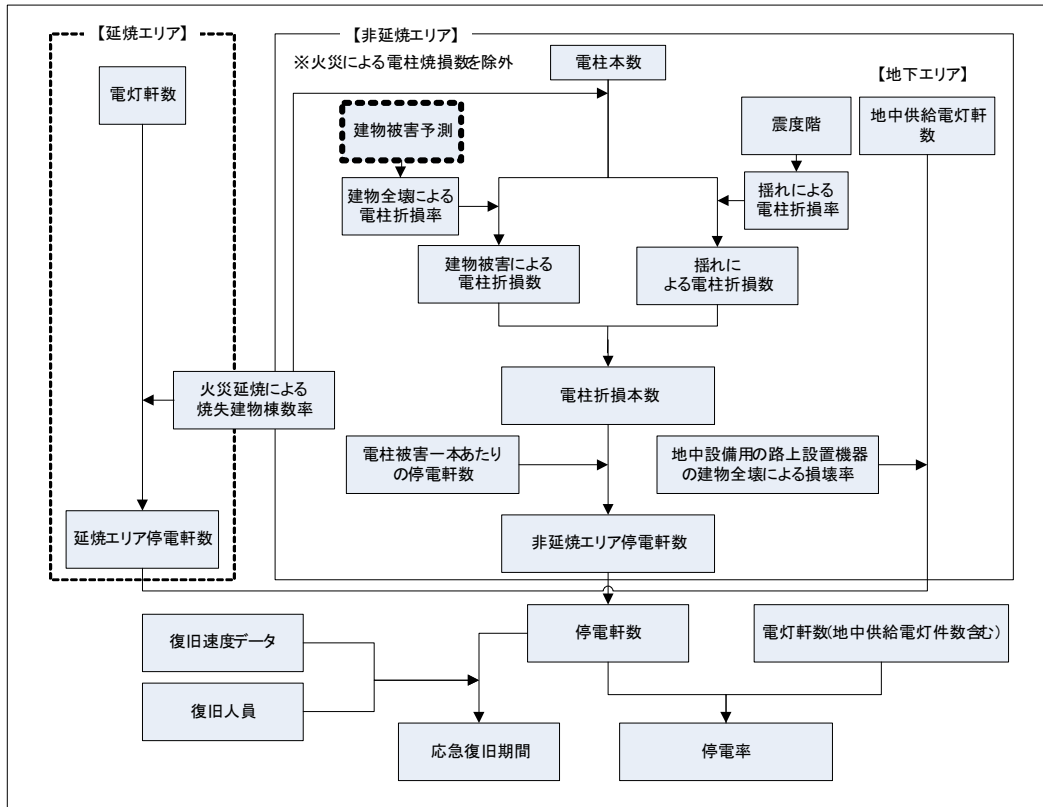 【延焼エリア】
【非延焼エリア】
※火災による電柱焼損数を除外
電柱本数
【地下エリア】
電灯軒数
建物被害予測
震度階
地中供給電灯軒
数
建物全壊による
電柱折損率
揺れによる
電柱折損率
建物被害による
電柱折損数
揺れに
よる電柱折損数
火災延焼による
焼失建物棟数率
電柱折損本数
電柱被害一本あたり
の停電軒数
地中設備用の路上設置機器
の建物全壊による損壊率
延焼エリア停電軒数
非延焼エリア停電軒数
復旧速度データ
停電軒数
電灯軒数(地中供給電灯件数含む)
復旧人員
応急復旧期間
停電率